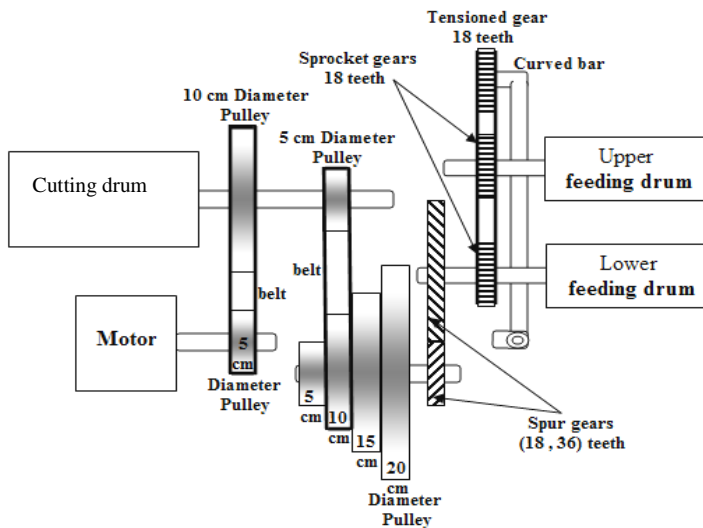 Tensioned gear
18 teeth
Sprocket gears
18 teeth
Curved bar
10 cm Diameter
Pulley
5 cm Diameter
Pulley
Cutting drum
Upper
feeding drum
belt
belt
Lower
feeding drum
Motor
5
cm
Diameter
Pulley
5
cm
10
cm
15
cm
20
cm
Diameter
Pulley
Spur gears
(18 , 36) teeth